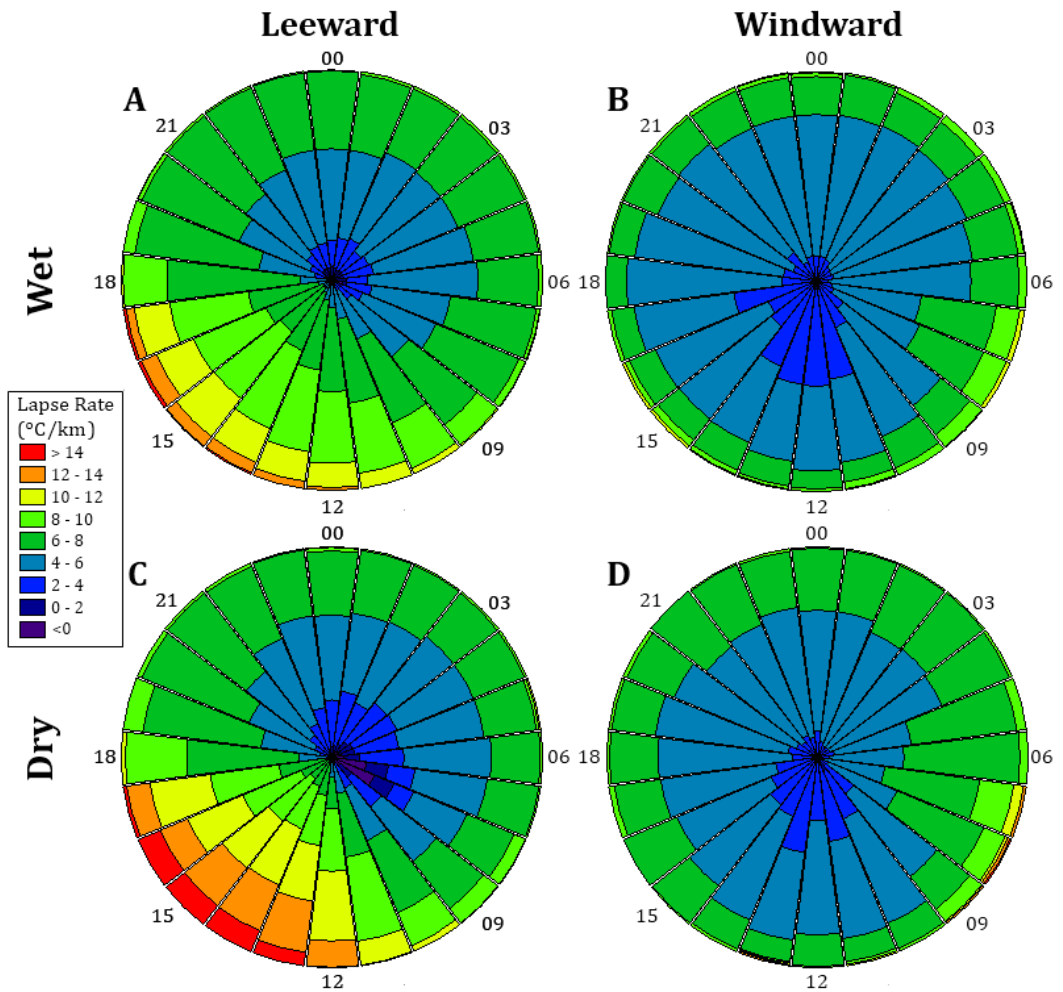 Leeward
Windward
A
00
03
06
09
12
15
18
21
B
00
03
06
09
12
15
18
21
Wet
Lapse Rate
(°C/km)
> 14
12 - 14
10 - 12
8 - 10
6 - 8
4 - 6
2 - 4
0 - 2
<0
C
00
03
06
09
12
15
18
21
D
00
03
06
09
12
15
18
21
Dry